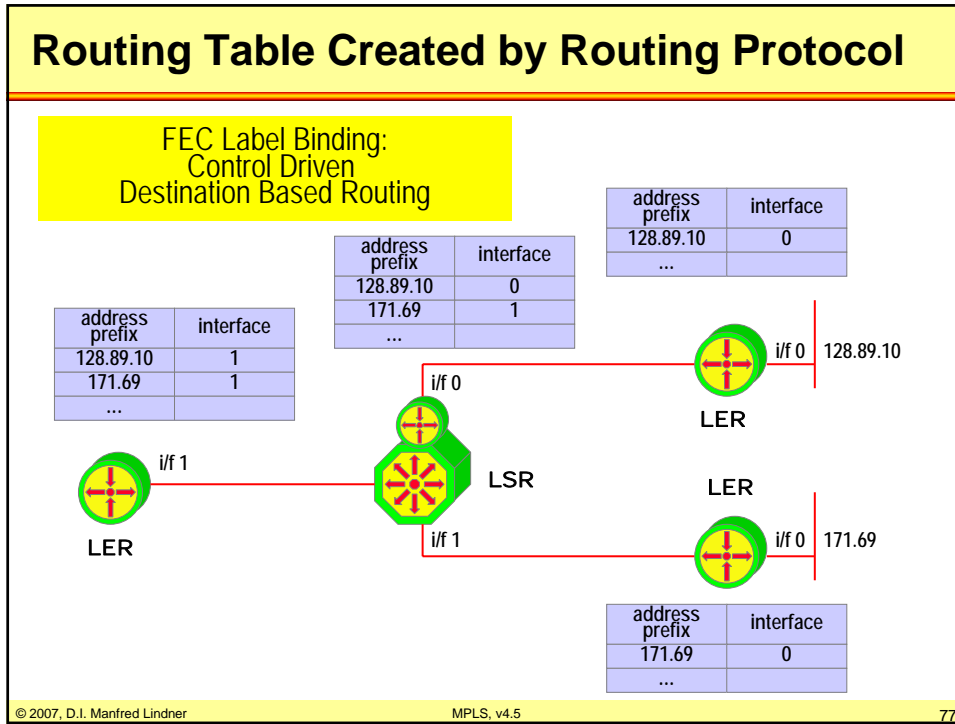 Routing Table Created by Routing Protocol
FEC Label Binding:
Control Driven
Destination Based Routing
address prefix interface
128.89.10 0
...
address prefix interface
128.89.10 0
171.69 1
...
address prefix interface
128.89.10 1
171.69 1
...
i/f 0 128.89.10
LER
i/f 0
i/f 1
LSR
LER
LER
i/f 1
i/f 0 171.69
address prefix interface
171.69 0
...
© 2007, D.I. Manfred Lindner MPLS, v4.5 77